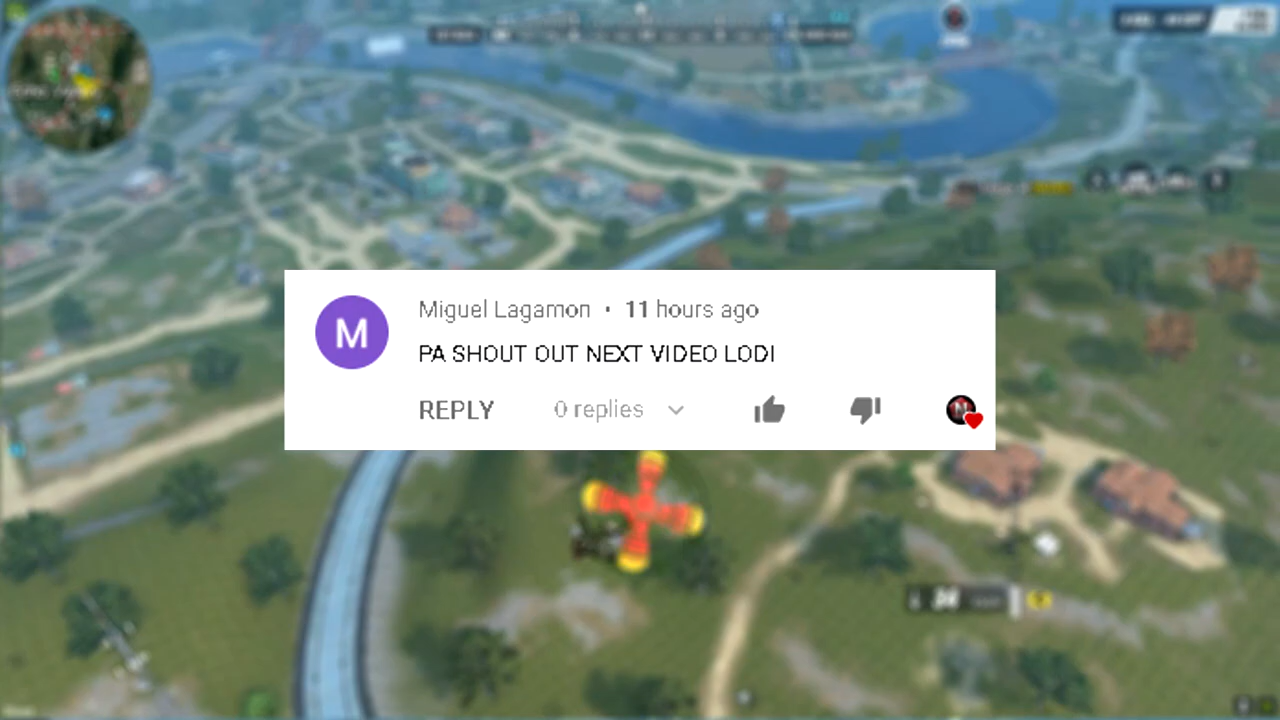 Miguel Lagamon • 11 hours ago
PA SHOUT OUT NEXT VIDEO LODI
REPLY 0 replies